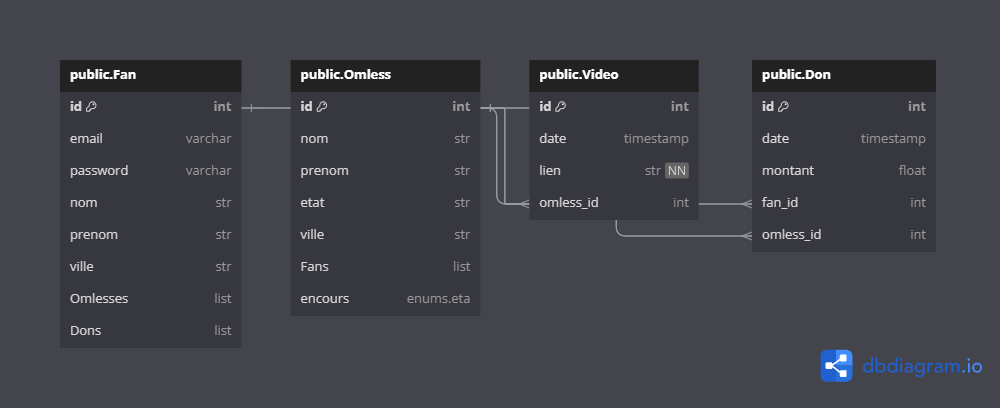 public.Fan
id int
email varchar
password varchar
nom str
prenom str
ville str
Omlesses list
Dons list
public.Omless
id int
nom str
prenom str
etat str
ville str
Fans list
encours enums.eta
public.Video
id int
date timestamp
lien str NN
omless_id int
public.Don
id int
date timestamp
montant float
fan_id int
omless_id int
dbdiagram.io